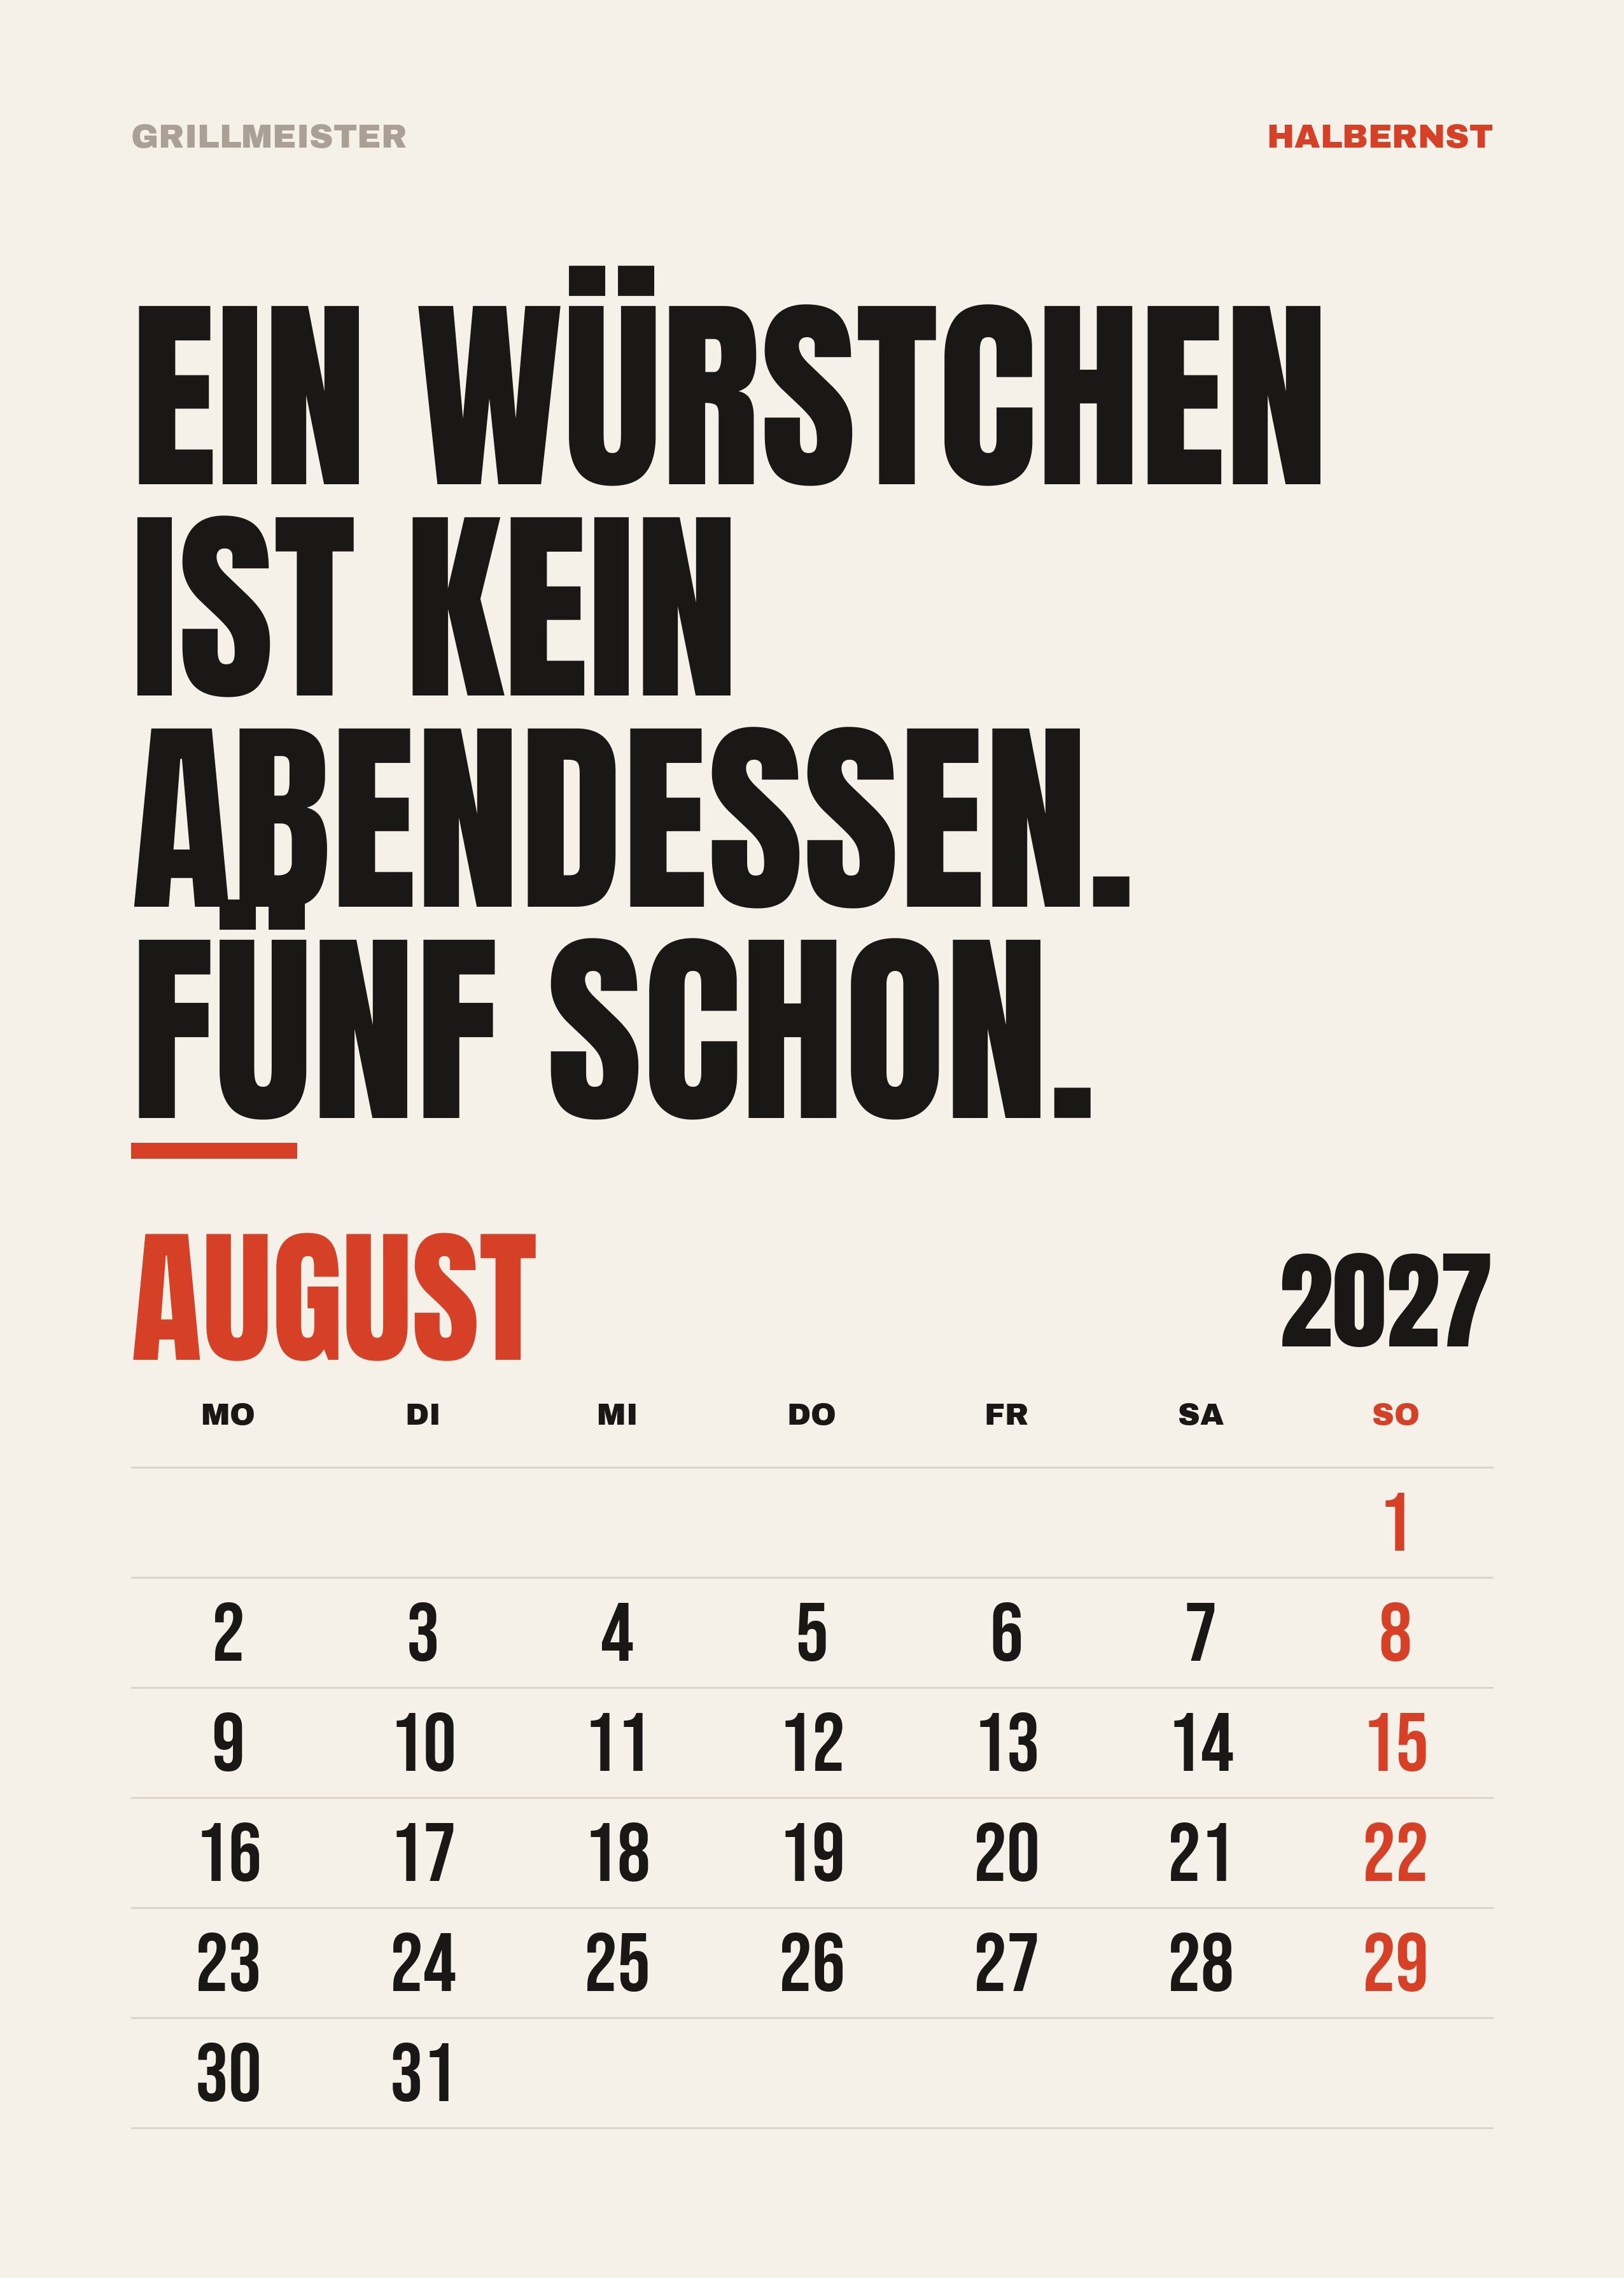 GRILLMEISTER HALBERNST
EIN WÜRSTCHEN
IST KEIN
ABENDESSEN.
FÜNF SCHON.
AUGUST 2027
MO DI MI DO FR SA SO
1
2 3 4 5 6 7 8
9 10 11 12 13 14 15
16 17 18 19 20 21 22
23 24 25 26 27 28 29
30 31